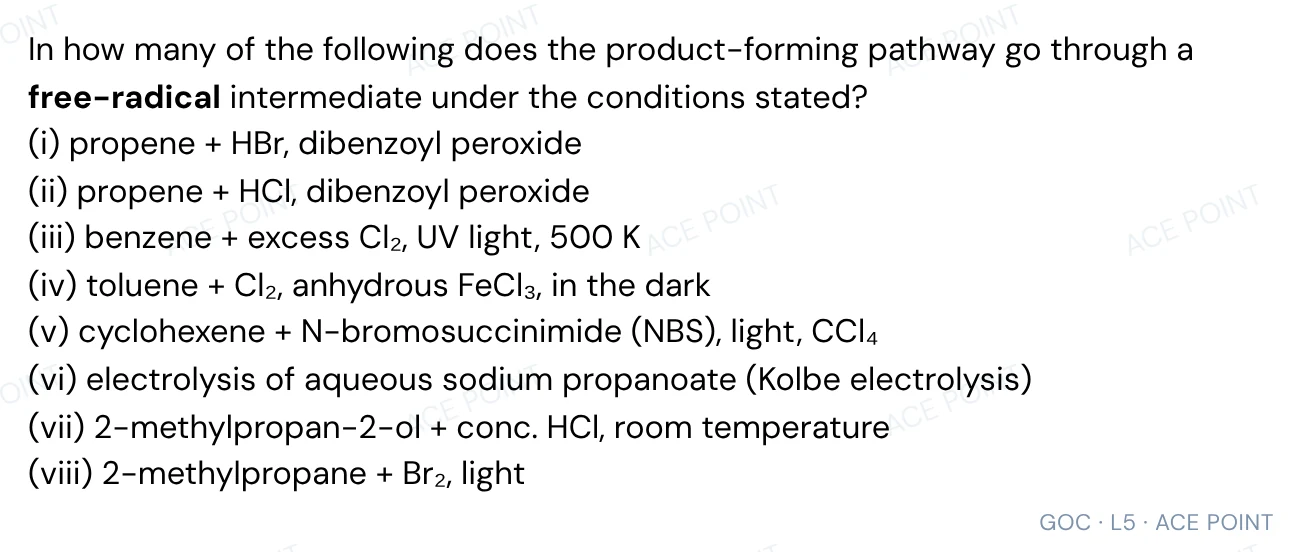 In how many of the following does the product-forming pathway go through a
free-radical intermediate under the conditions stated?
(i) propene + HBr, dibenzoyl peroxide
(ii) propene + HCl, dibenzoyl peroxide
(iii) benzene + excess Cl₂, UV light, 500 K
(iv) toluene + Cl₂, anhydrous FeCl₃, in the dark
(v) cyclohexene + N-bromosuccinimide (NBS), light, CCl₄
(vi) electrolysis of aqueous sodium propanoate (Kolbe electrolysis)
(vii) 2-methylpropan-2-ol + conc. HCl, room temperature
(viii) 2-methylpropane + Br₂, light
GOC · L5 · ACE POINT